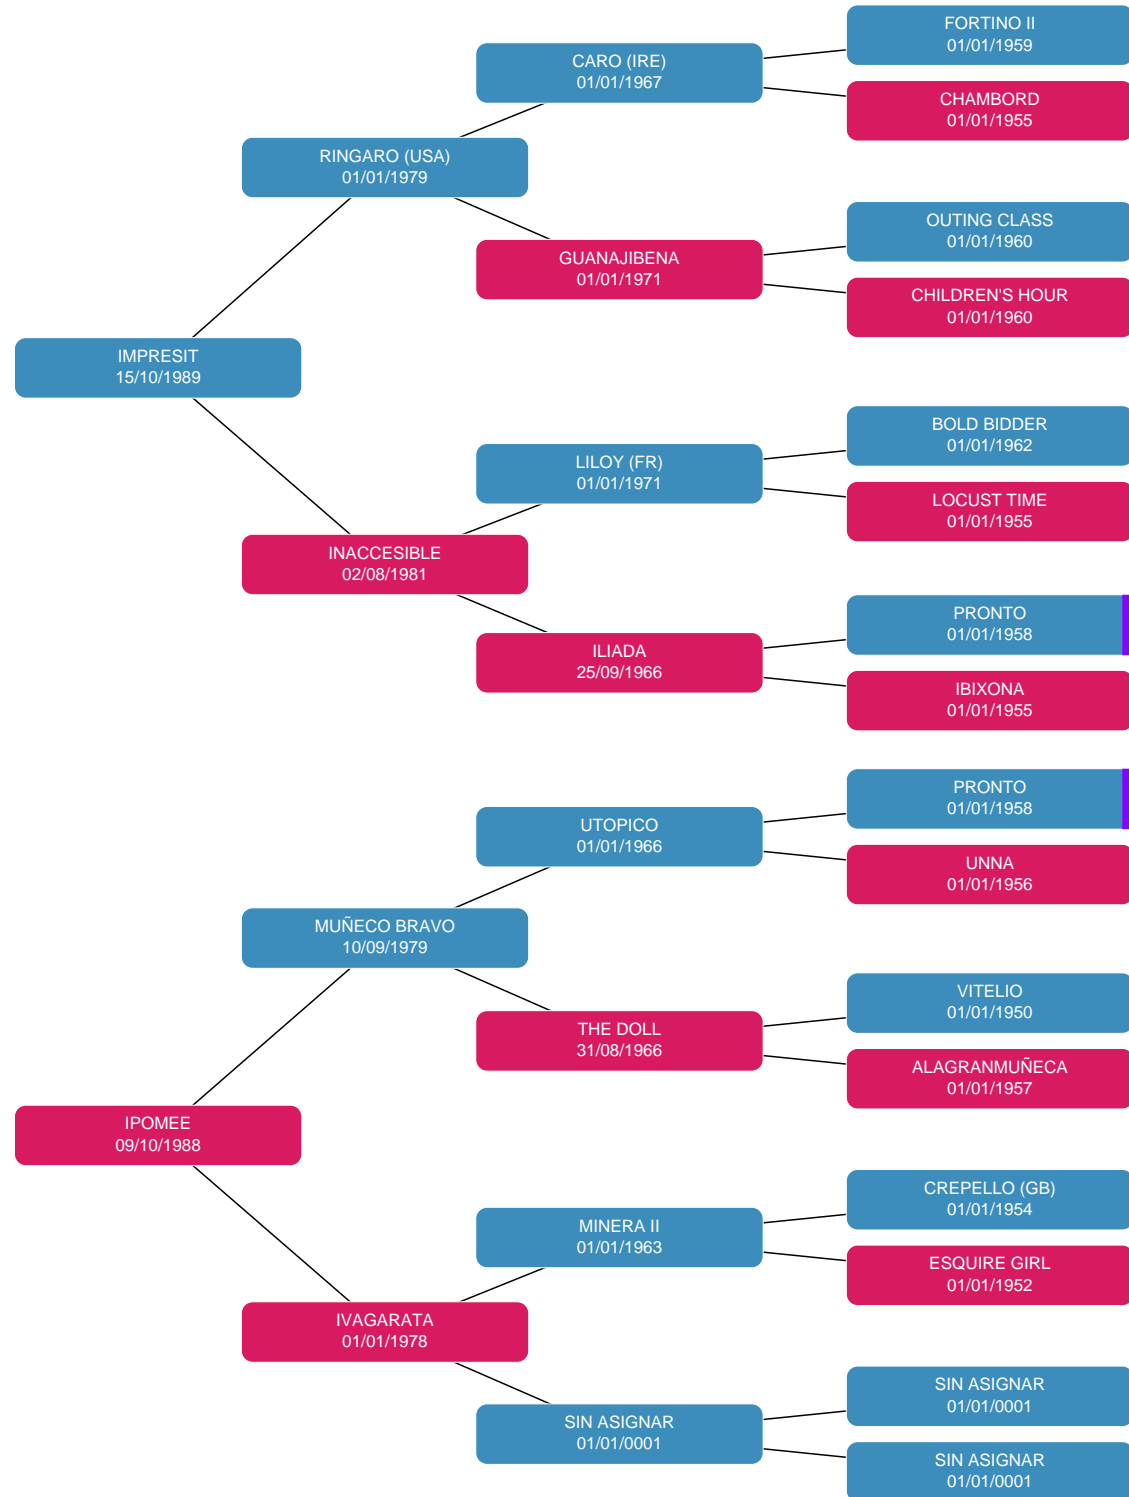 FORTINO II
01/01/1959
CARO (IRE)
01/01/1967
CHAMBORD
01/01/1955
RINGARO (USA)
01/01/1979
OUTING CLASS
01/01/1960
GUANAJIBENA
01/01/1971
CHILDREN'S HOUR
01/01/1960
IMPRESIT
15/10/1989
BOLD BIDDER
01/01/1962
LILOY (FR)
01/01/1971
LOCUST TIME
01/01/1955
INACCESIBLE
02/08/1981
PRONTO
01/01/1958
ILIADA
25/09/1966
IBIXONA
01/01/1955
PRONTO
01/01/1958
UTOPICO
01/01/1966
UNNA
01/01/1956
MUÑECO BRAVO
10/09/1979
VITELIO
01/01/1950
THE DOLL
31/08/1966
ALAGRANMUÑECA
01/01/1957
IPOMEE
09/10/1988
CREPELLO (GB)
01/01/1954
MINERA II
01/01/1963
ESQUIRE GIRL
01/01/1952
IVAGARATA
01/01/1978
SIN ASIGNAR
01/01/0001
SIN ASIGNAR
01/01/0001
SIN ASIGNAR
01/01/0001